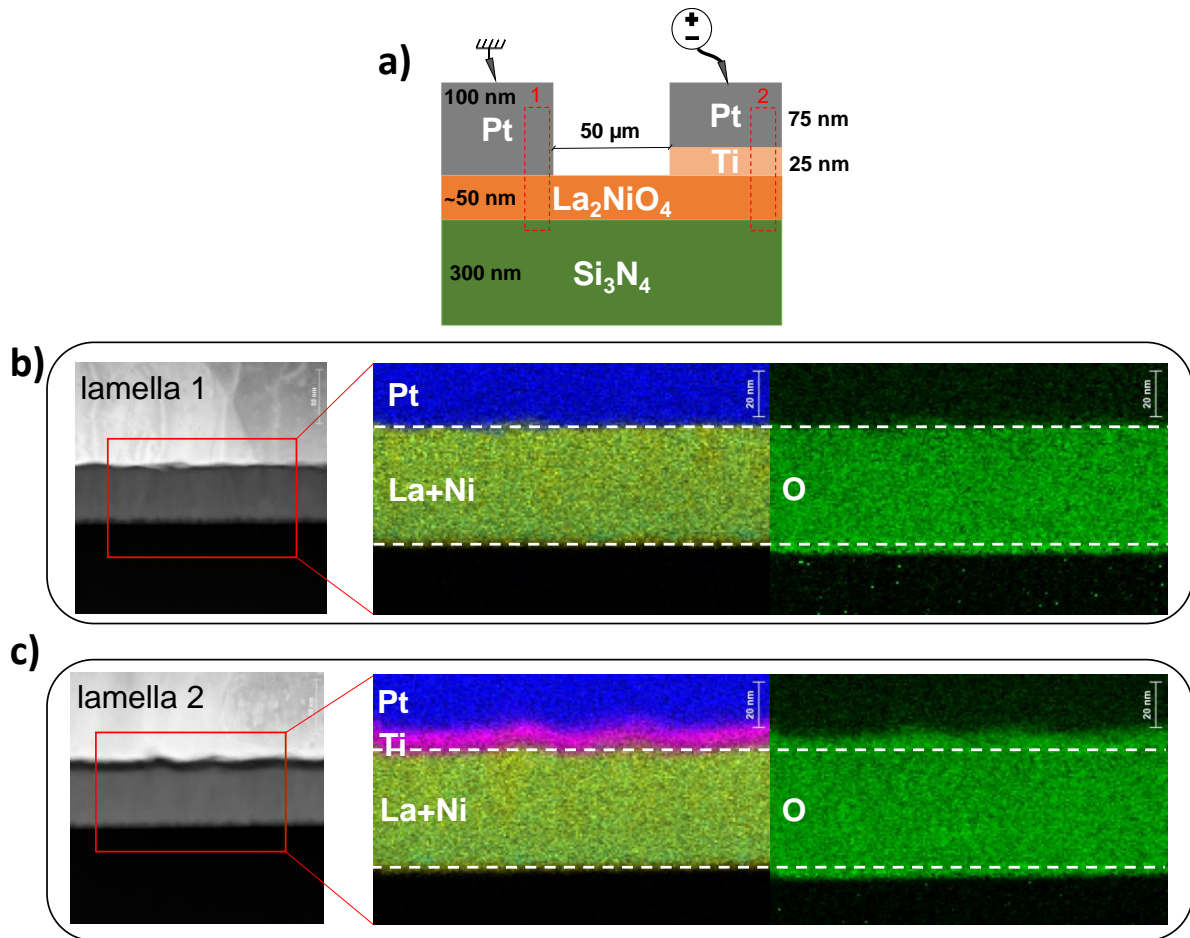 a)
+
−
100 nm
1
Pt
50 µm
2
Pt
75 nm
Ti
25 nm
~50 nm
La₂NiO₄
300 nm
Si₃N₄
b)
lamella 1
50 nm
Pt
20 nm
20 nm
La+Ni
O
c)
lamella 2
Pt
20 nm
20 nm
Ti
La+Ni
O